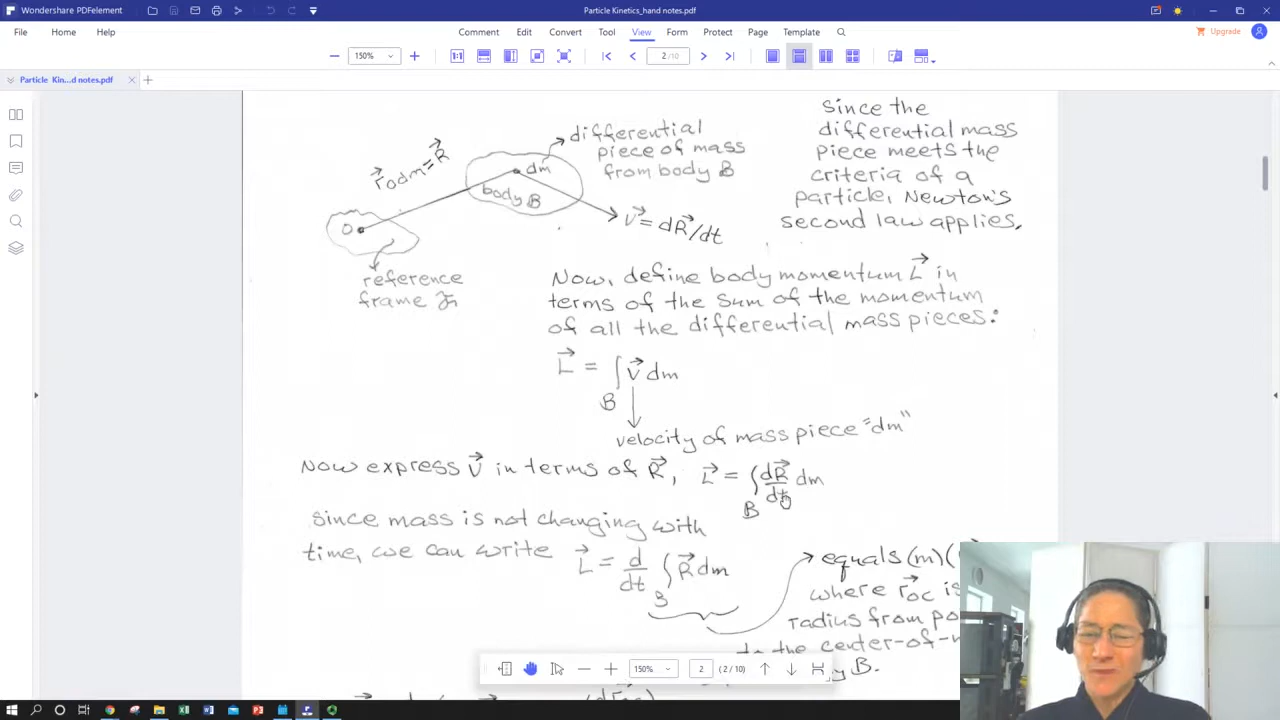 Wondershare PDFelement
Particle Kinetics_hand notes.pdf
File Home Help
Comment Edit Convert Tool View Form Protect Page Template
Upgrade
150%
1:1
2 /10
Particle Kin...d notes.pdf
Since the
differential mass
piece meets the
criteria of a
particle, Newton's
second law applies.
differential
piece of mass
from body B
r⃗odm = R⃗
dm
body B
O
V⃗ = dR⃗/dt
reference
frame
Now, define body momentum L⃗ in
terms of the sum of the momentum
of all the differential mass pieces:
L⃗ = ∫ V⃗ dm
B
velocity of mass piece "dm"
Now express V⃗ in terms of R⃗, L⃗ = ∫ dR⃗/dt dm
B
since mass is not changing with
time, we can write L⃗ = d/dt ∫ R⃗ dm
B
equals (m)(
where r⃗oc is
radius from
to the center-of-
B.
150%
2
(2 / 10)